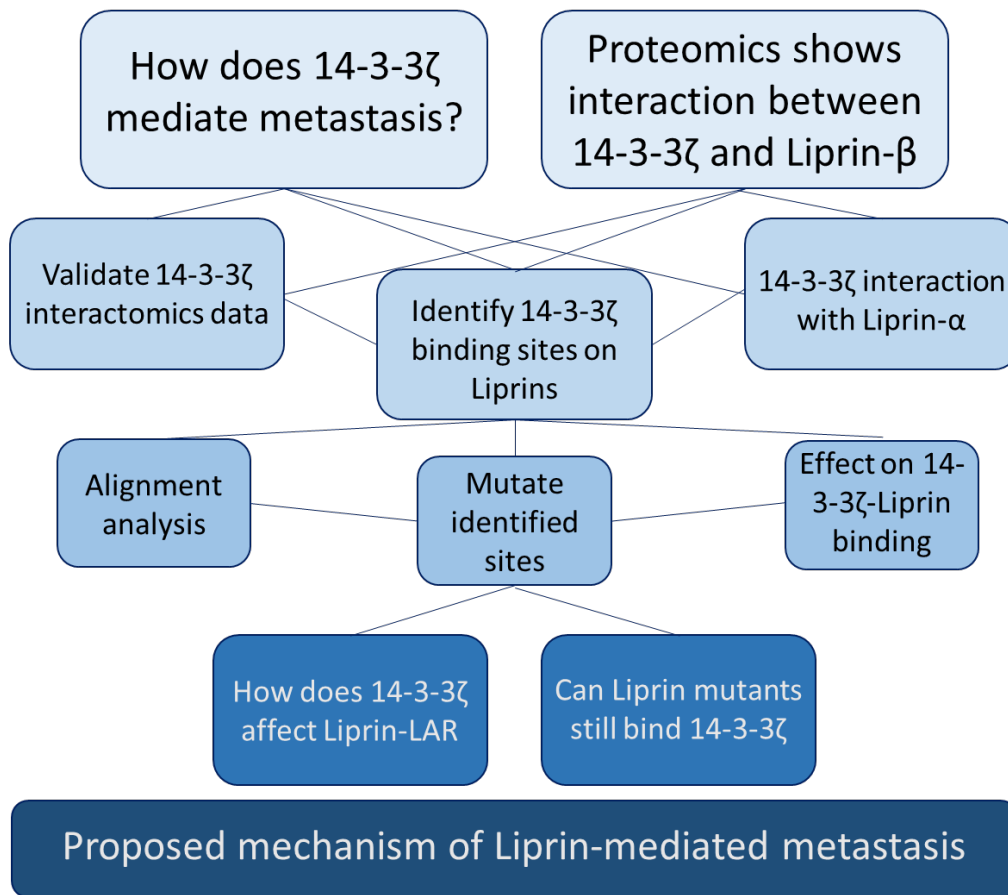 How does 14-3-3ζ
mediate metastasis?
Proteomics shows
interaction between
14-3-3ζ and Liprin-β
Validate 14-3-3ζ
interactomics data
Identify 14-3-3ζ
binding sites on
Liprins
14-3-3ζ interaction
with Liprin-α
Alignment
analysis
Mutate
identified
sites
Effect on 14-
3-3ζ-Liprin
binding
How does 14-3-3ζ
affect Liprin-LAR
Can Liprin mutants
still bind 14-3-3ζ
Proposed mechanism of Liprin-mediated metastasis